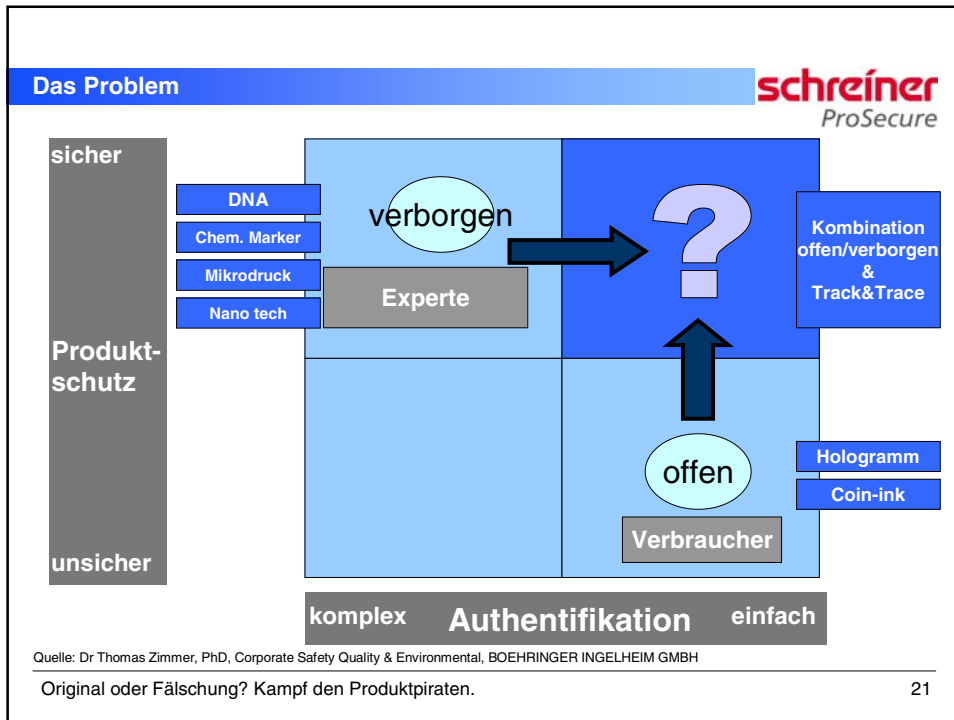 Das Problem
schreiner
ProSecure
sicher
Produkt-
schutz
unsicher
DNA
Chem. Marker
Mikrodruck
Nano tech
verborgen
Experte
?
Kombination
offen/verborgen
&
Track&Trace
offen
Verbraucher
Hologramm
Coin-ink
komplex Authentifikation einfach
Quelle: Dr Thomas Zimmer, PhD, Corporate Safety Quality & Environmental, BOEHRINGER INGELHEIM GMBH
Original oder Fälschung? Kampf den Produktpiraten. 21